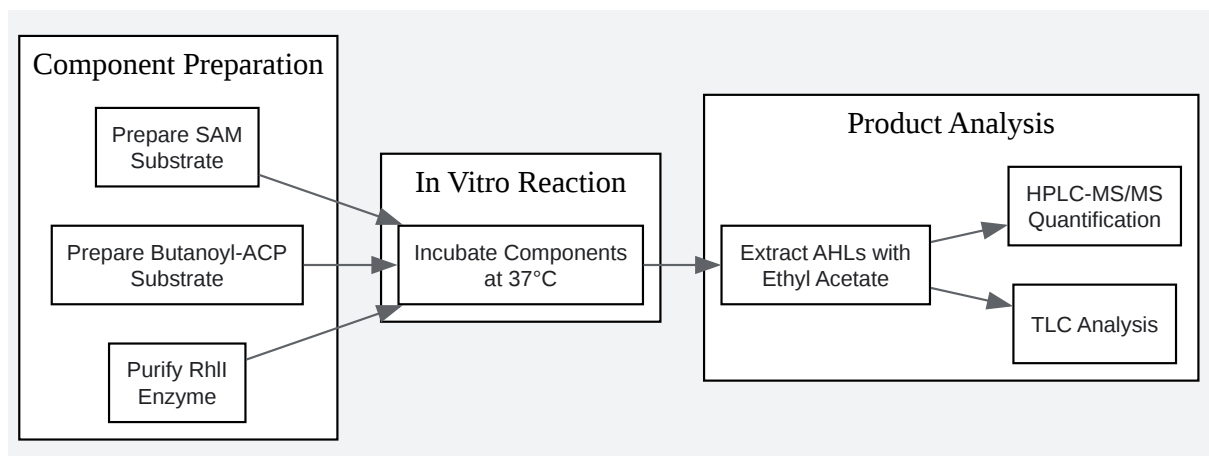 Component Preparation
Prepare SAM
Substrate
Prepare Butanoyl-ACP
Substrate
Purify RhlI
Enzyme
In Vitro Reaction
Incubate Components
at 37°C
Product Analysis
Extract AHLs with
Ethyl Acetate
HPLC-MS/MS
Quantification
TLC Analysis